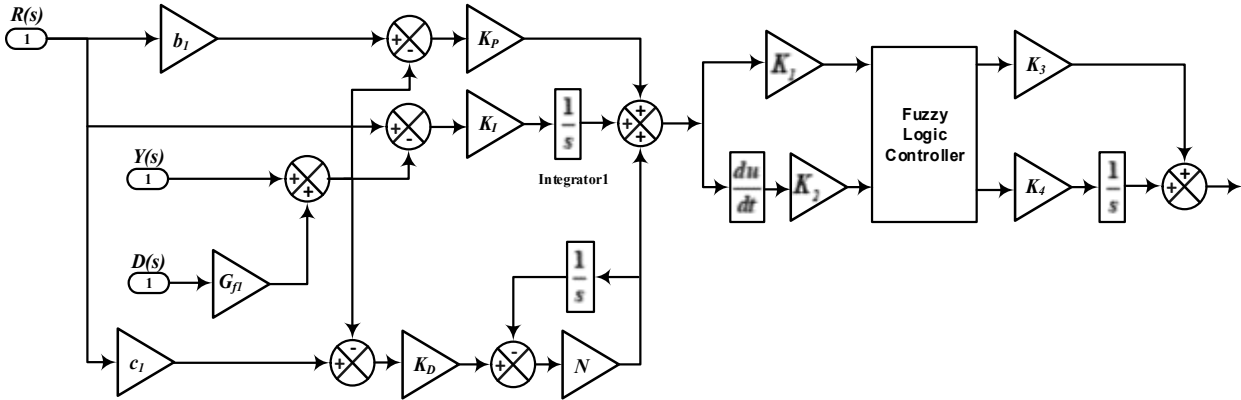 R(s)
1
b1
+
-
KP
+
-
KI
1
s
Integrator1
+
+
+
Y(s)
1
+
+
D(s)
1
Gf1
c1
-
+
KD
-
+
N
1
s
K1
du
dt
K2
Fuzzy
Logic
Controller
K3
K4
1
s
+
+